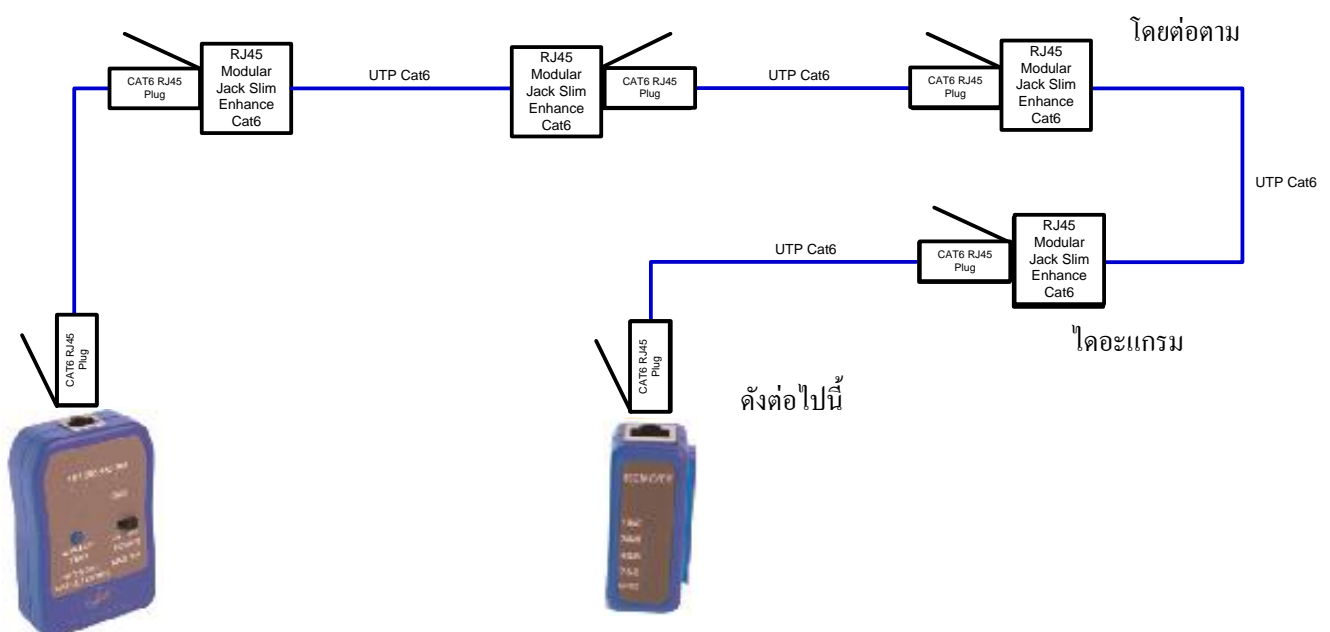 โดยต่อตาม
CAT6 RJ45
Plug
RJ45
Modular
Jack Slim
Enhance
Cat6
UTP Cat6
RJ45
Modular
Jack Slim
Enhance
Cat6
CAT6 RJ45
Plug
UTP Cat6
CAT6 RJ45
Plug
RJ45
Modular
Jack Slim
Enhance
Cat6
UTP Cat6
UTP Cat6
CAT6 RJ45
Plug
RJ45
Modular
Jack Slim
Enhance
Cat6
ไดอะแกรม
CAT6 RJ45
Plug
CAT6 RJ45
Plug
ดังต่อไปนี้
REMOTE